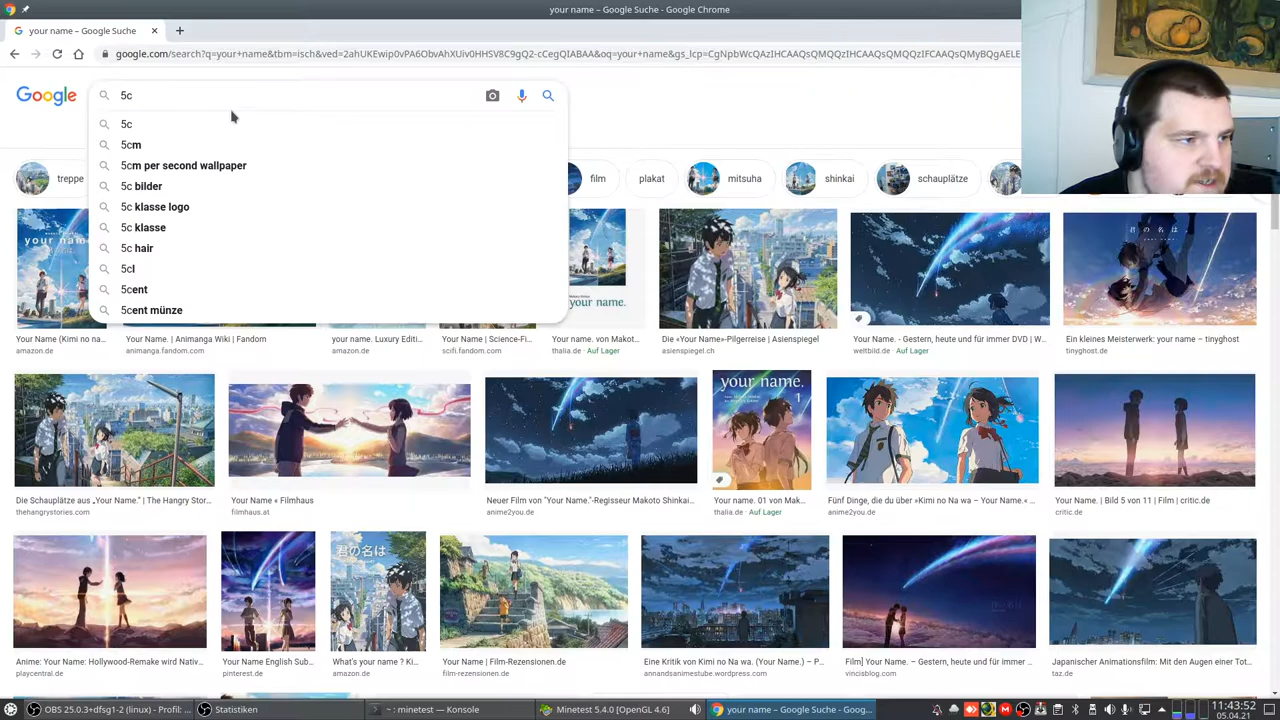 your name – Google Suche - Google Chrome
your name – Google Suche
google.com/search?q=your+name&tbm=isch&ved=2ahUKEwip0vPA6ObvAhXUiv0HHSV8C9gQ2-cCegQIABAA&oq=your+name&gs_lcp=CgNpbWcQAzIHCAAQsQMQQzIFCAAQsQMyBQgAELE
Google
5c
5c
5cm
5cm per second wallpaper
5c bilder
5c klasse logo
5c klasse
5c hair
5cl
5cent
5cent münze
treppe
film
plakat
mitsuha
shinkai
schauplätze
your name
your name.
君の名は。
Your Name (Kimi no na...
Your Name. | Animanga Wiki | Fandom
your name. Luxury Editi...
Your Name | Science-Fi...
Your name. von Makot...
Die «Your Name»-Pilgerreise | Asienspiegel
Your Name. - Gestern, heute und für immer DVD | W...
Ein kleines Meisterwerk: your name – tinyghost
amazon.de
animanga.fandom.com
amazon.de
scifi.fandom.com
thalia.de · Auf Lager
asienspiegel.ch
weltbild.de · Auf Lager
tinyghost.de
your name. 1
Die Schauplätze aus „Your Name.“ | The Hangry Stor...
Your Name « Filmhaus
Neuer Film von "Your Name."-Regisseur Makoto Shinkai...
Your name. 01 von Mak...
Fünf Dinge, die du über »Kimi no Na wa – Your Name.« ...
Your Name. | Bild 5 von 11 | Film | critic.de
thehangrystories.com
filmhaus.at
anime2you.de
thalia.de · Auf Lager
anime2you.de
critic.de
君の名は
Anime: Your Name: Hollywood-Remake wird Nativ...
Your Name English Sub...
What's your name ? Ki...
Your Name | Film-Rezensionen.de
Eine Kritik von Kimi no Na wa. (Your Name.) – P...
Film] Your Name. – Gestern, heute und für immer ...
Japanischer Animationsfilm: Mit den Augen einer Tot...
playcentral.de
pinterest.de
amazon.de
film-rezensionen.de
annandsanimestube.wordpress.com
vincisblog.com
taz.de
OBS 25.0.3+dfsg1-2 (linux) - Profil: ...
Statistiken
~ : minetest — Konsole
Minetest 5.4.0 [OpenGL 4.6]
your name – Google Suche - Goog...
11:43:52
05.04.21